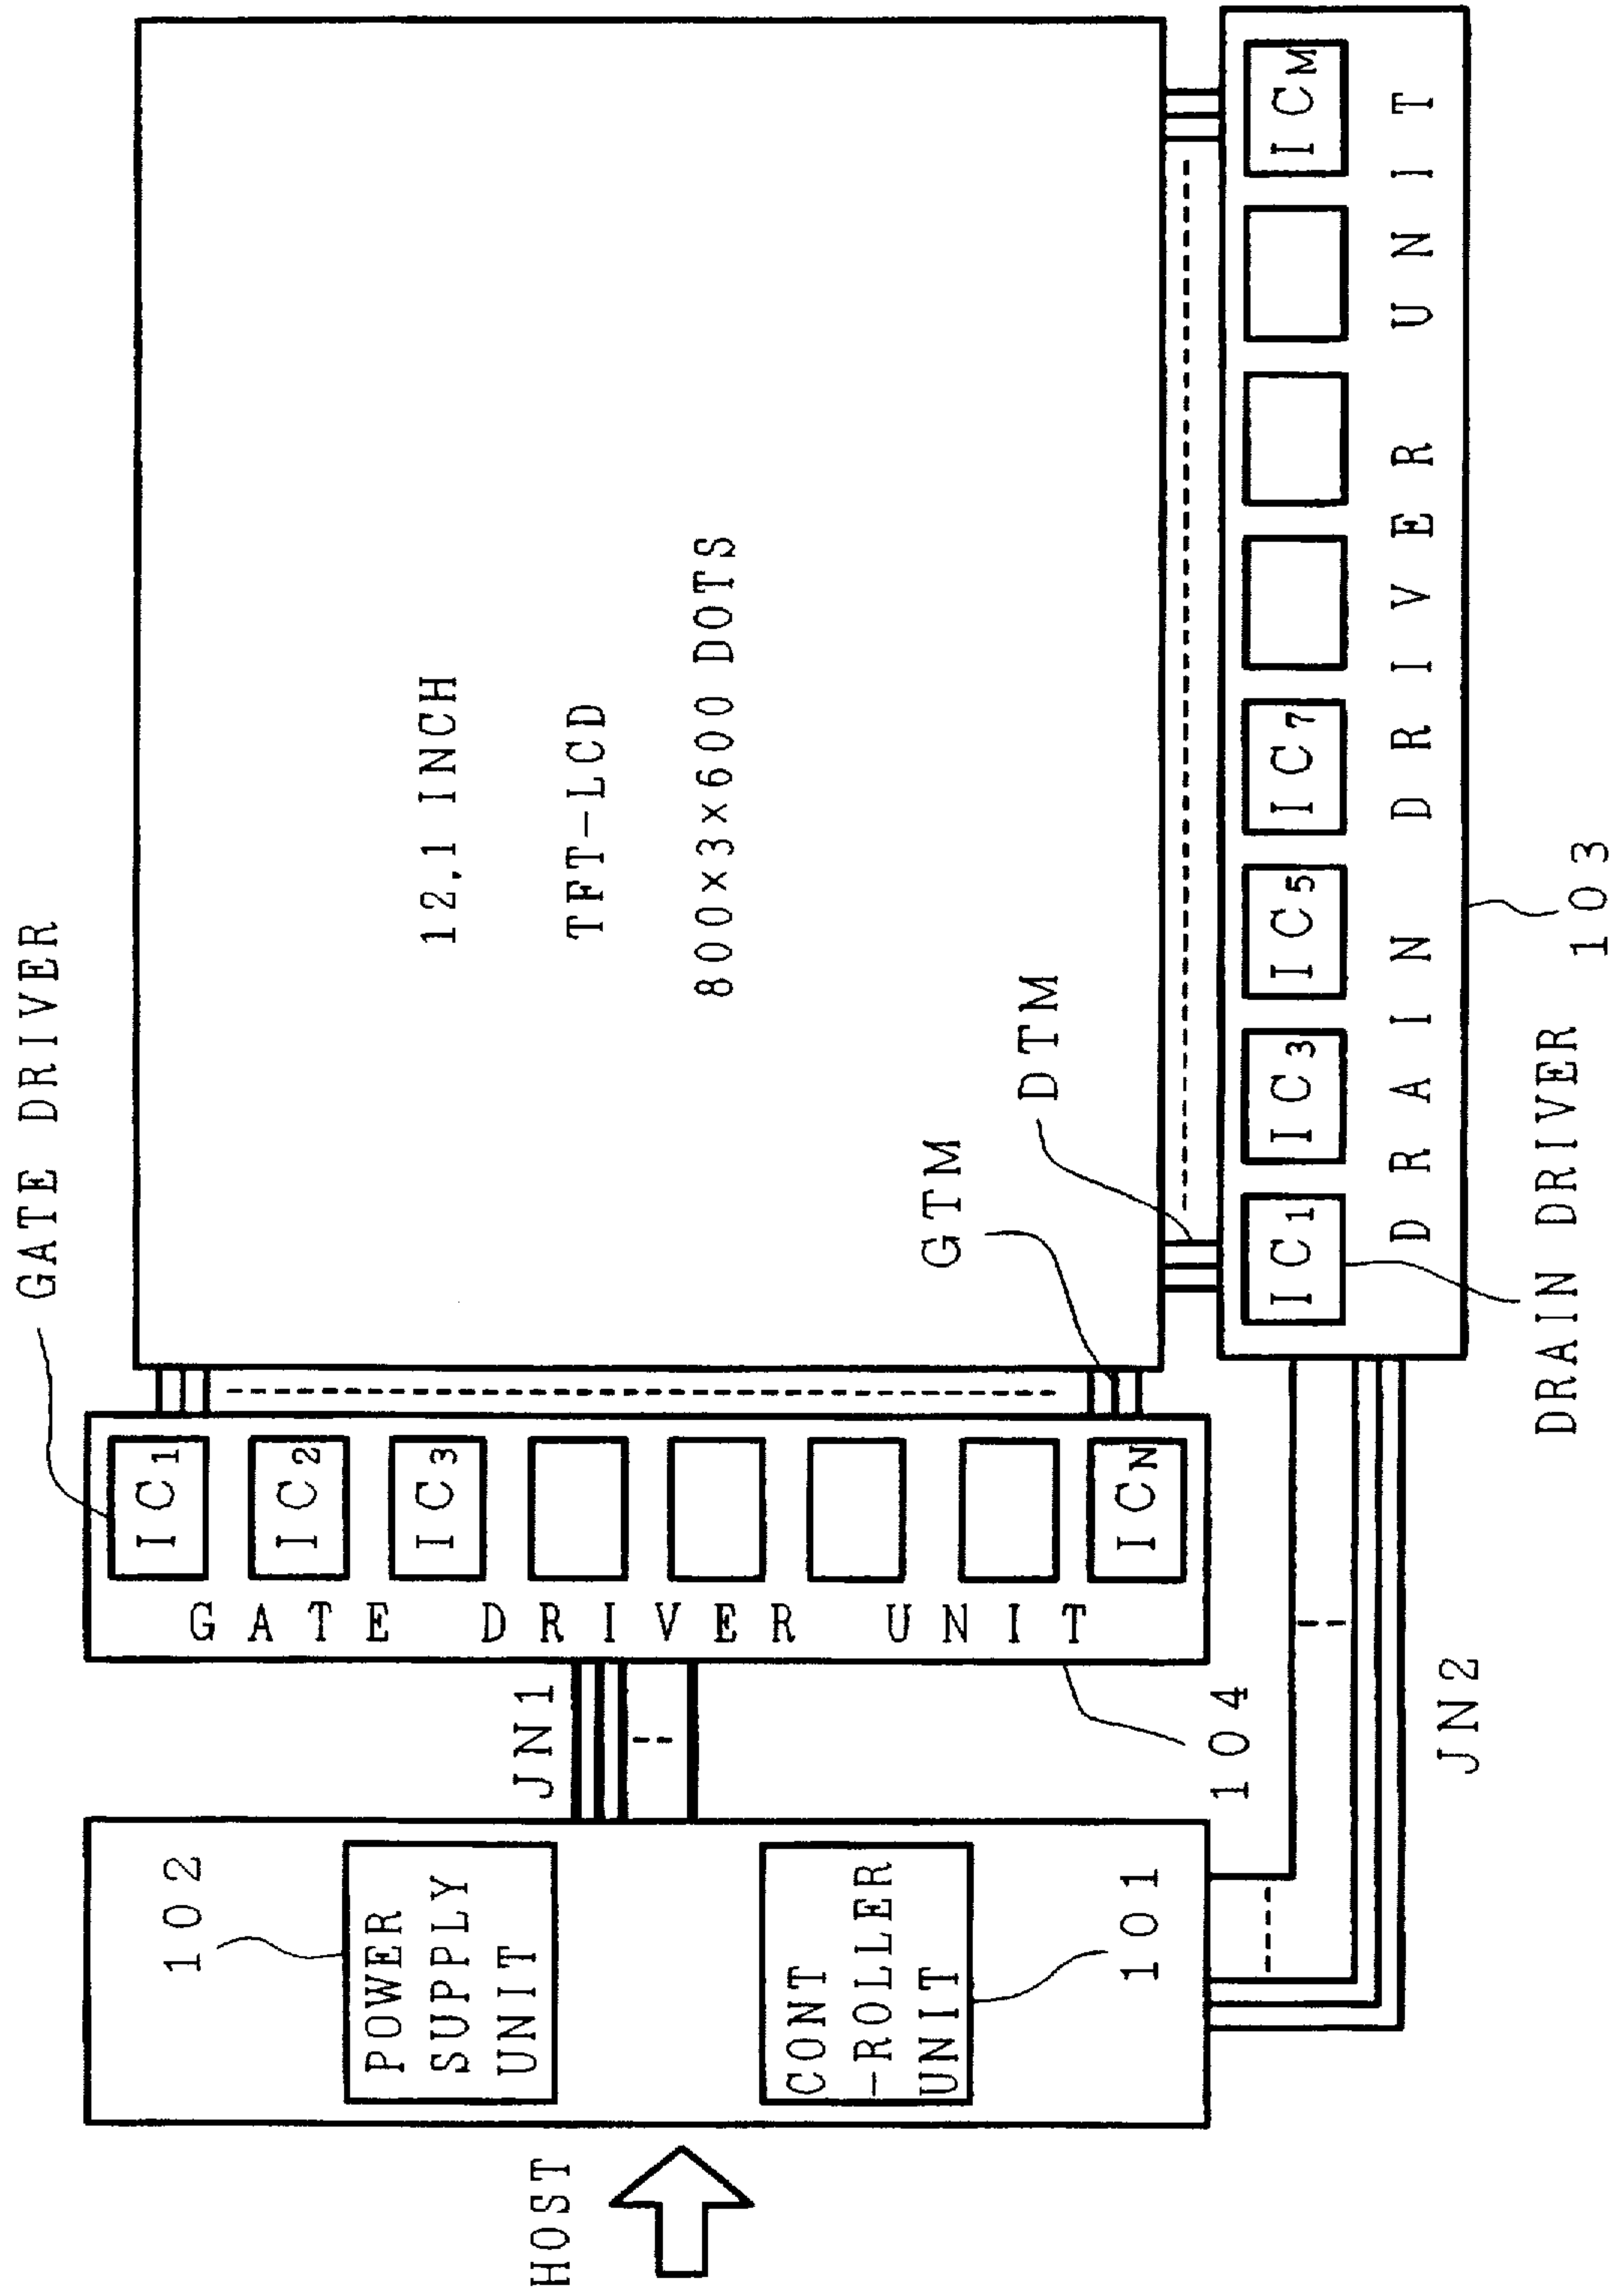 GATE DRIVER
12.1 INCH
TFT-LCD
800×3×600 DOTS
GTM
DTM
IC1
IC2
IC3
ICN
GATE DRIVER UNIT
104
JN1
102
POWER
SUPPLY
UNIT
CONT
-ROLLER
UNIT
101
HOST
JN2
IC1
IC3
IC5
IC7
ICM
DRAIN DRIVER UNIT
DRAIN DRIVER
103